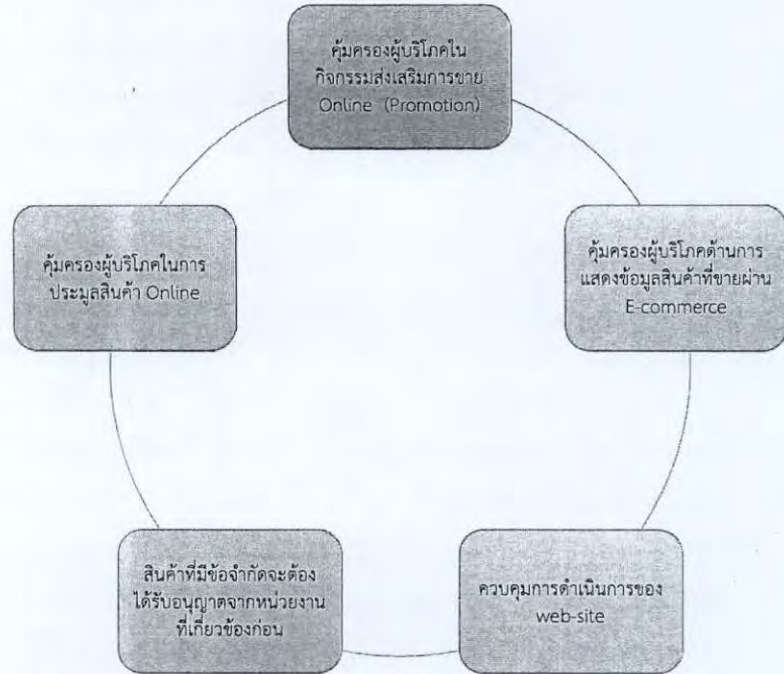 คุ้มครองผู้บริโภคใน
กิจกรรมส่งเสริมการขาย
Online (Promotion)
คุ้มครองผู้บริโภคด้านการ
แสดงข้อมูลสินค้าที่ขายผ่าน
E-commerce
ควบคุมการดำเนินการของ
web-site
สินค้าที่มีข้อจำกัดจะต้อง
ได้รับอนุญาตจากหน่วยงาน
ที่เกี่ยวข้องก่อน
คุ้มครองผู้บริโภคในการ
ประมูลสินค้า Online